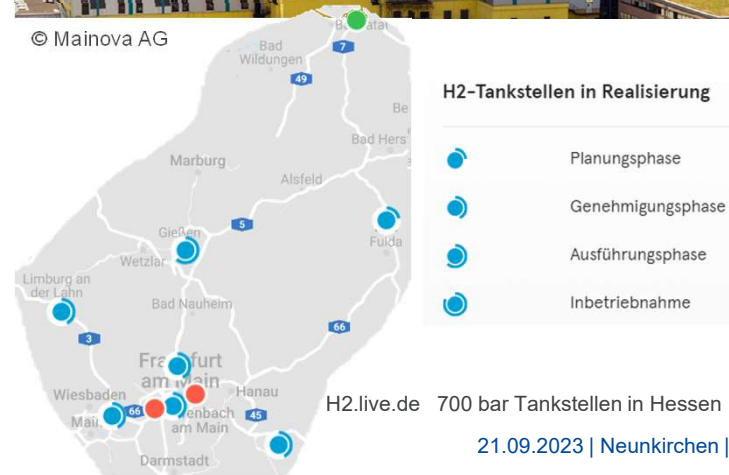 © Mainova AG
Bad
Wildungen
7
49
Marburg
Bad Hers
Alsfeld
Gießen
5
Wetzlar
Fulda
Limburg an
der Lahn
Bad Nauheim
3
66
am Main
Wiesbaden
Hanau
66
45
am Main
Darmstadt
H2-Tankstellen in Realisierung
Planungsphase
Genehmigungsphase
Ausführungsphase
Inbetriebnahme
H2.live.de 700 bar Tankstellen in Hessen
21.09.2023 | Neunkirchen |